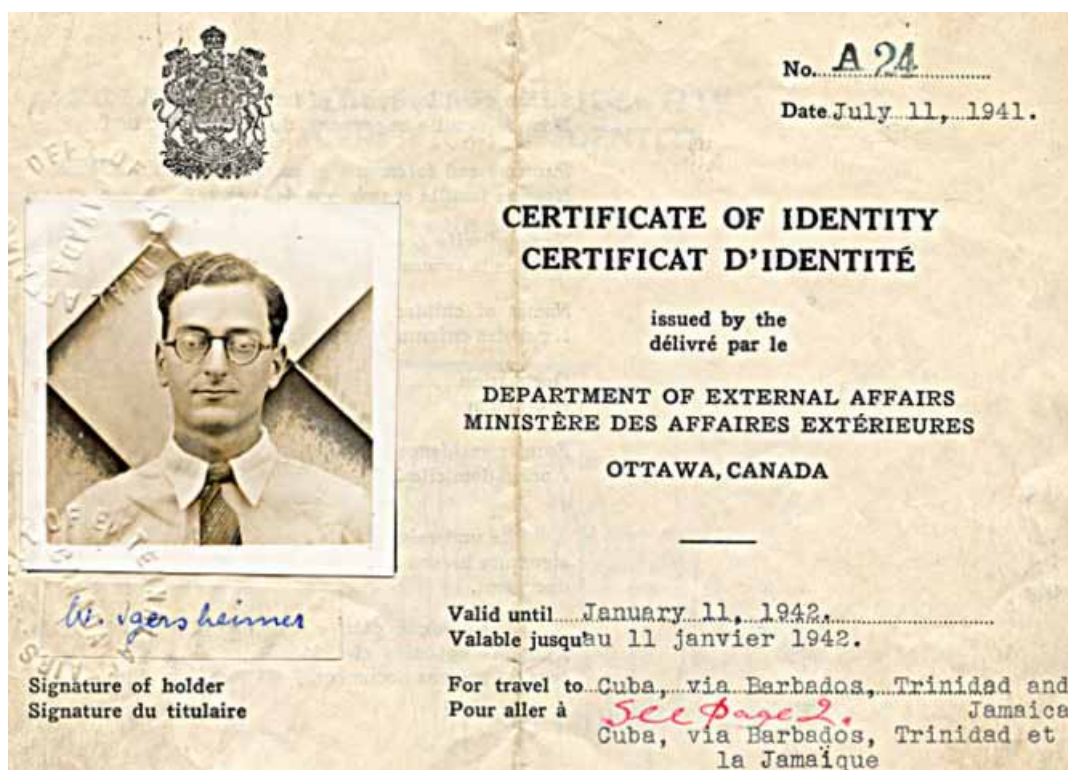 No. A 24
Date July 11, 1941.
CERTIFICATE OF IDENTITY
CERTIFICAT D'IDENTITÉ
issued by the
délivré par le
DEPARTMENT OF EXTERNAL AFFAIRS
MINISTÈRE DES AFFAIRES EXTÉRIEURES
OTTAWA, CANADA
W. Igersheimer
Signature of holder
Signature du titulaire
Valid until January 11, 1942.
Valable jusqu'au 11 janvier 1942.
For travel to Cuba, via Barbados, Trinidad and
Jamaica
Pour aller à See page 2.
Cuba, via Barbados, Trinidad et
la Jamaïque